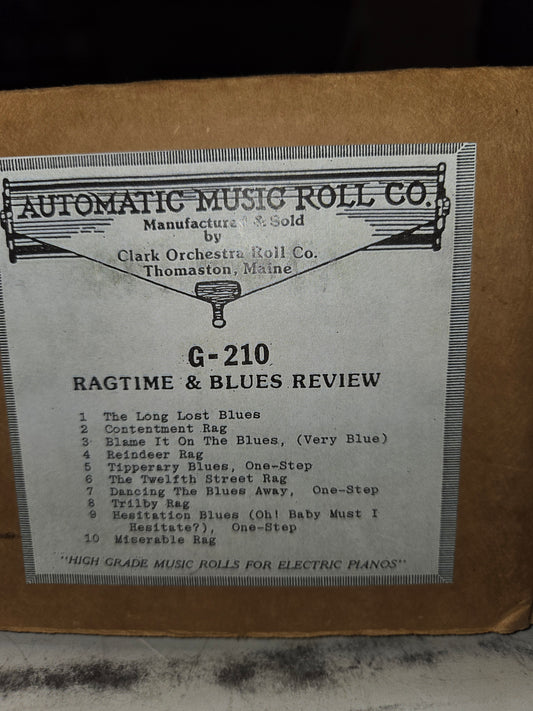 AUTOMATIC MUSIC ROLL CO.
Manufactured & Sold
by
Clark Orchestra Roll Co.
Thomaston, Maine
G-210
RAGTIME & BLUES REVIEW
1 The Long Lost Blues
2 Contentment Rag
3 Blame It On The Blues, (Very Blue)
4 Reindeer Rag
5 Tipperary Blues, One-Step
6 The Twelfth Street Rag
7 Dancing The Blues Away, One-Step
8 Trilby Rag
9 Hesitation Blues (Oh! Baby Must I
Hesitate?), One-Step
10 Miserable Rag
"HIGH GRADE MUSIC ROLLS FOR ELECTRIC PIANOS"